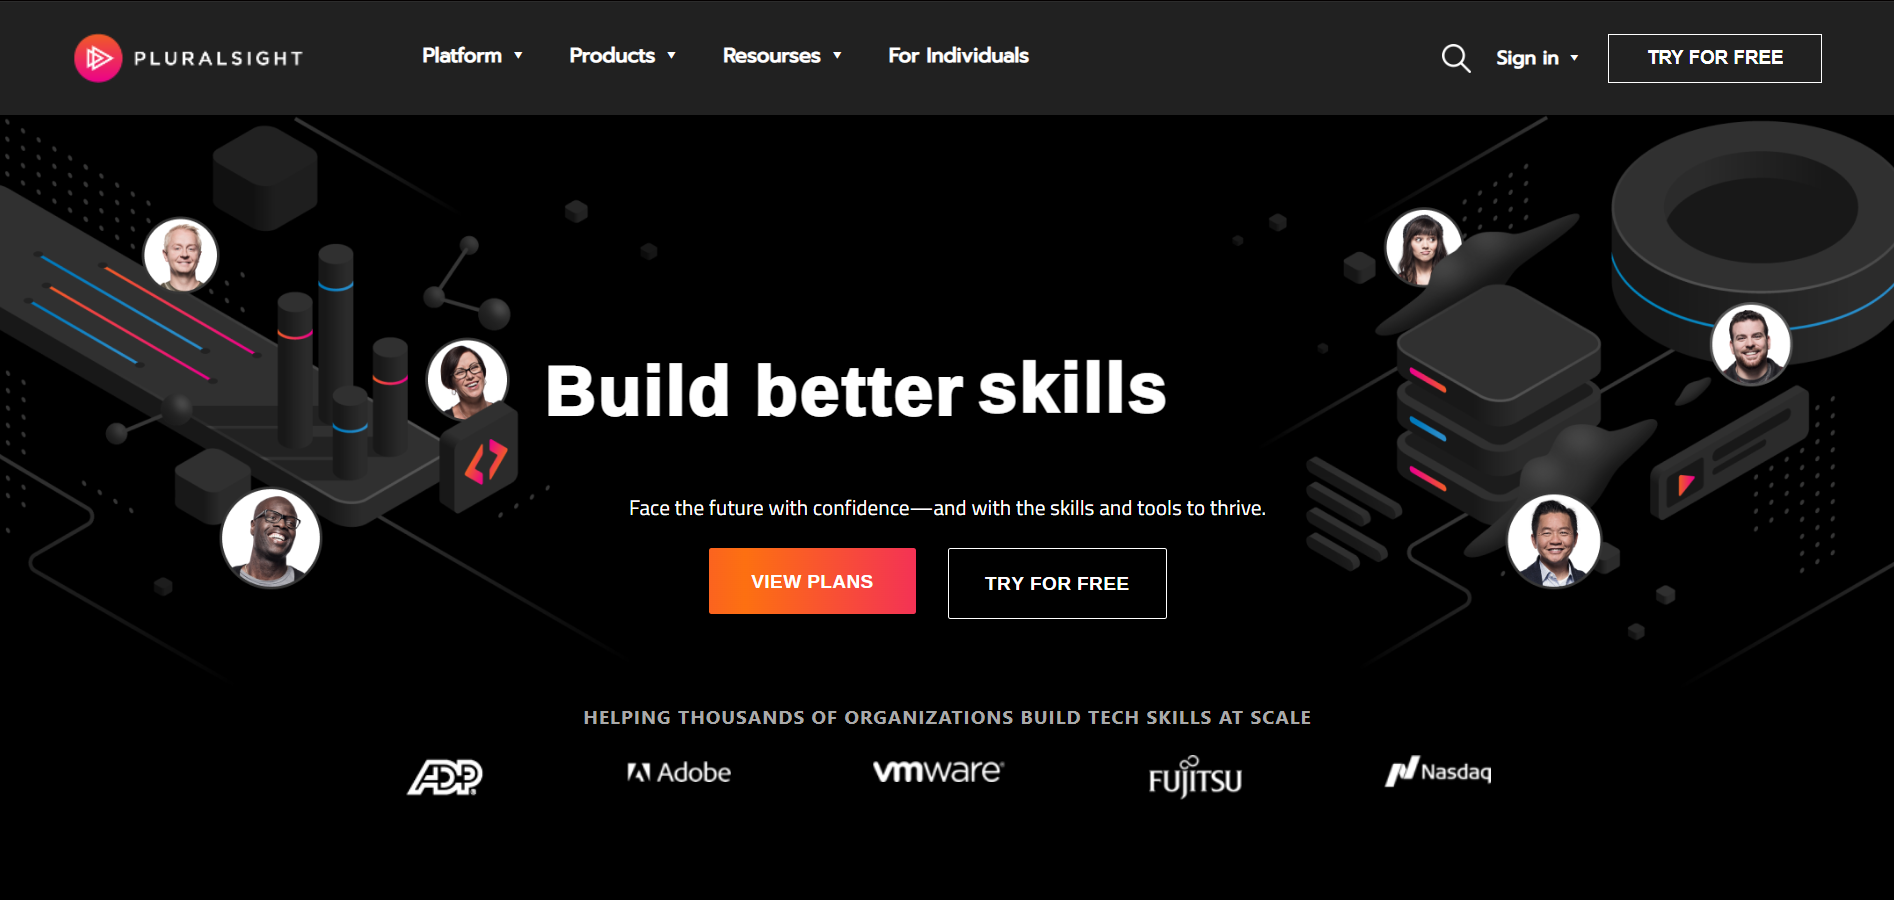 PLURALSIGHT
Platform
Products
Resourses
For Individuals
Sign in
TRY FOR FREE
Build better skills
Face the future with confidence—and with the skills and tools to thrive.
VIEW PLANS
TRY FOR FREE
HELPING THOUSANDS OF ORGANIZATIONS BUILD TECH SKILLS AT SCALE
ADP
Adobe
vmware
FUJITSU
Nasdaq